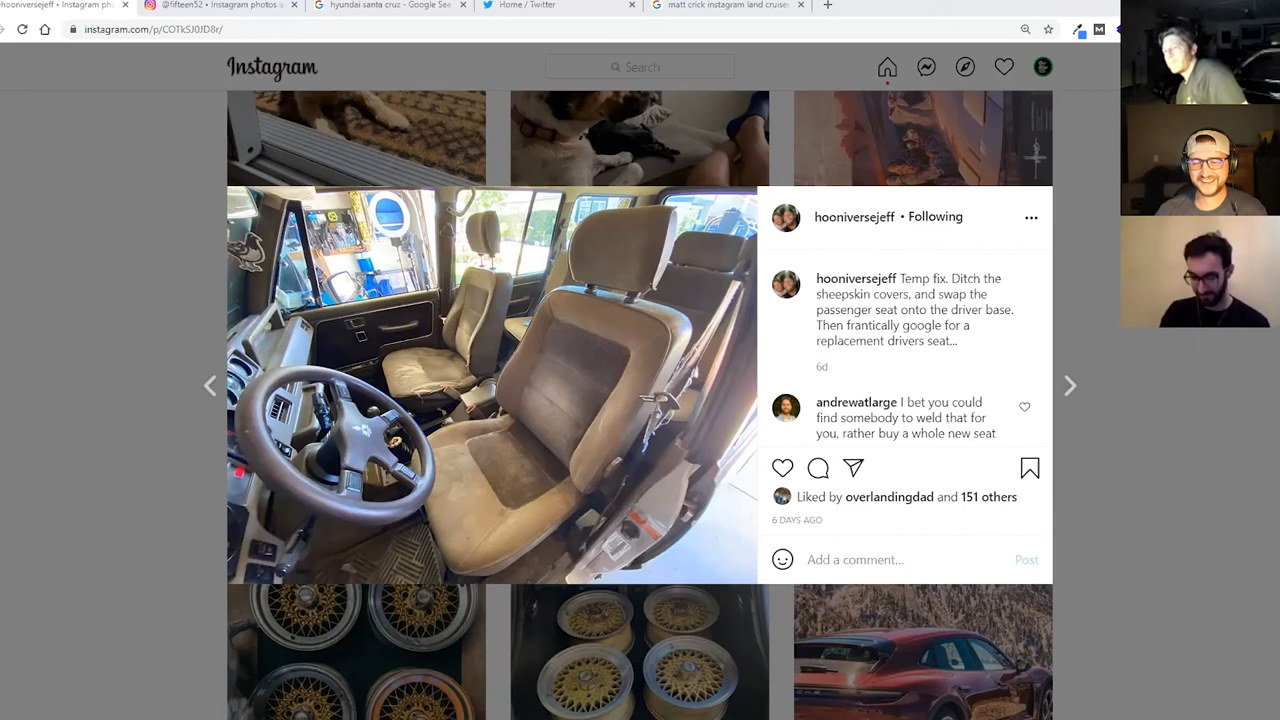 hooniversejeff • Instagram ph
@fifteen52 • Instagram photos a
hyundai santa cruz - Google Sea
Home / Twitter
matt crick instagram land cruiser
instagram.com/p/COTkSJ0JD8r/
Instagram
Search
hooniversejeff • Following
hooniversejeff Temp fix. Ditch the
sheepskin covers, and swap the
passenger seat onto the driver base.
Then frantically google for a
replacement drivers seat...
6d
andrewatlarge I bet you could
find somebody to weld that for
you, rather buy a whole new seat
Liked by overlandingdad and 151 others
6 DAYS AGO
Add a comment...
Post